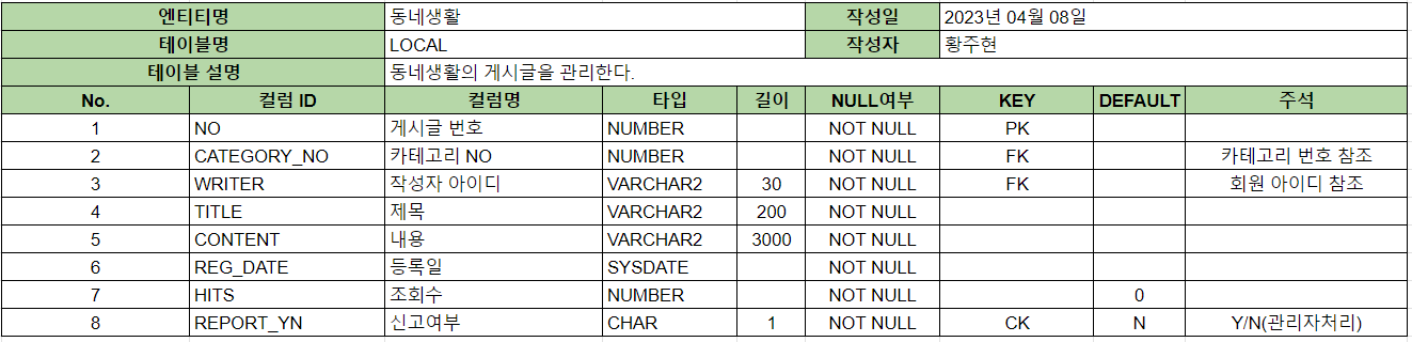 엔티티명 동네생활 작성일 2023년 04월 08일
테이블명 LOCAL 작성자 황주현
테이블 설명 동네생활의 게시글을 관리한다.
No. 컬럼 ID 컬럼명 타입 길이 NULL여부 KEY DEFAULT 주석
1 NO 게시글 번호 NUMBER NOT NULL PK
2 CATEGORY_NO 카테고리 NO NUMBER NOT NULL FK 카테고리 번호 참조
3 WRITER 작성자 아이디 VARCHAR2 30 NOT NULL FK 회원 아이디 참조
4 TITLE 제목 VARCHAR2 200 NOT NULL
5 CONTENT 내용 VARCHAR2 3000 NOT NULL
6 REG_DATE 등록일 SYSDATE NOT NULL
7 HITS 조회수 NUMBER NOT NULL 0
8 REPORT_YN 신고여부 CHAR 1 NOT NULL CK N Y/N(관리자처리)